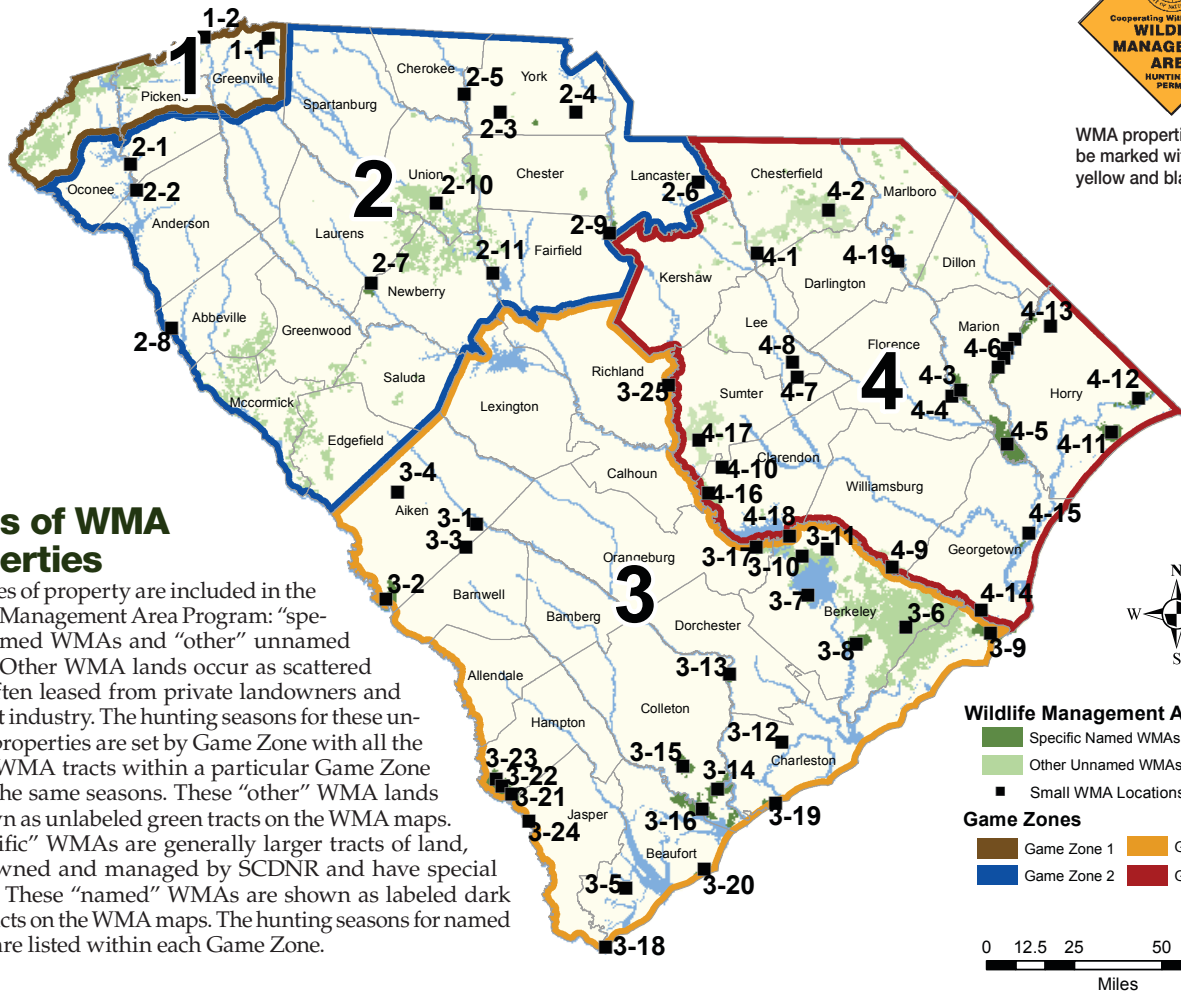 1-2
1
1-1
Greenville
Pickens
Cherokee
2-5
York
Spartanburg
2-3
2-4
2-1
Oconee
2-2
Anderson
2
Union
2-10
Chester
Lancaster
2-6
Laurens
2-9
Fairfield
2-11
2-7
Newberry
Abbeville
2-8
Greenwood
Saluda
Mccormick
Edgefield
Chesterfield
4-2
Marlboro
4-1
4-19
Dillon
Kershaw
Darlington
4-13
Lee
Marion
4-6
4-8
Florence
4
4-7
4-3
4-4
4-12
Horry
Sumter
4-5
4-11
4-17
4-10
Clarendon
4-16
Williamsburg
4-18
4-15
Georgetown
4-9
4-14
Richland
3-25
Lexington
Calhoun
3-4
Aiken
3-1
3-3
Orangeburg
3-17
3-11
3-10
3
3-2
Barnwell
Bamberg
3-7
Berkeley
3-6
Dorchester
3-8
3-9
3-13
Allendale
Colleton
Hampton
3-12
Charleston
3-15
3-14
3-23
3-22
3-21
3-16
3-19
Jasper
3-24
Beaufort
3-5
3-20
3-18
s of WMA
perties
es of property are included in the
Management Area Program: “spe-
med WMAs and “other” unnamed
Other WMA lands occur as scattered
ften leased from private landowners and
t industry. The hunting seasons for these un-
properties are set by Game Zone with all the
WMA tracts within a particular Game Zone
he same seasons. These “other” WMA lands
wn as unlabeled green tracts on the WMA maps.
ific” WMAs are generally larger tracts of land,
wned and managed by SCDNR and have special
These “named” WMAs are shown as labeled dark
cts on the WMA maps. The hunting seasons for named
are listed within each Game Zone.
Cooperating Wit
WILD
MANAGE
ARE
HUNTIN
PERM
WMA properti
be marked wit
yellow and bla
N
W
S
Wildlife Management A
Specific Named WMAs
Other Unnamed WMAs
Small WMA Locations
Game Zones
Game Zone 1
G
Game Zone 2
G
0 12.5 25 50
Miles